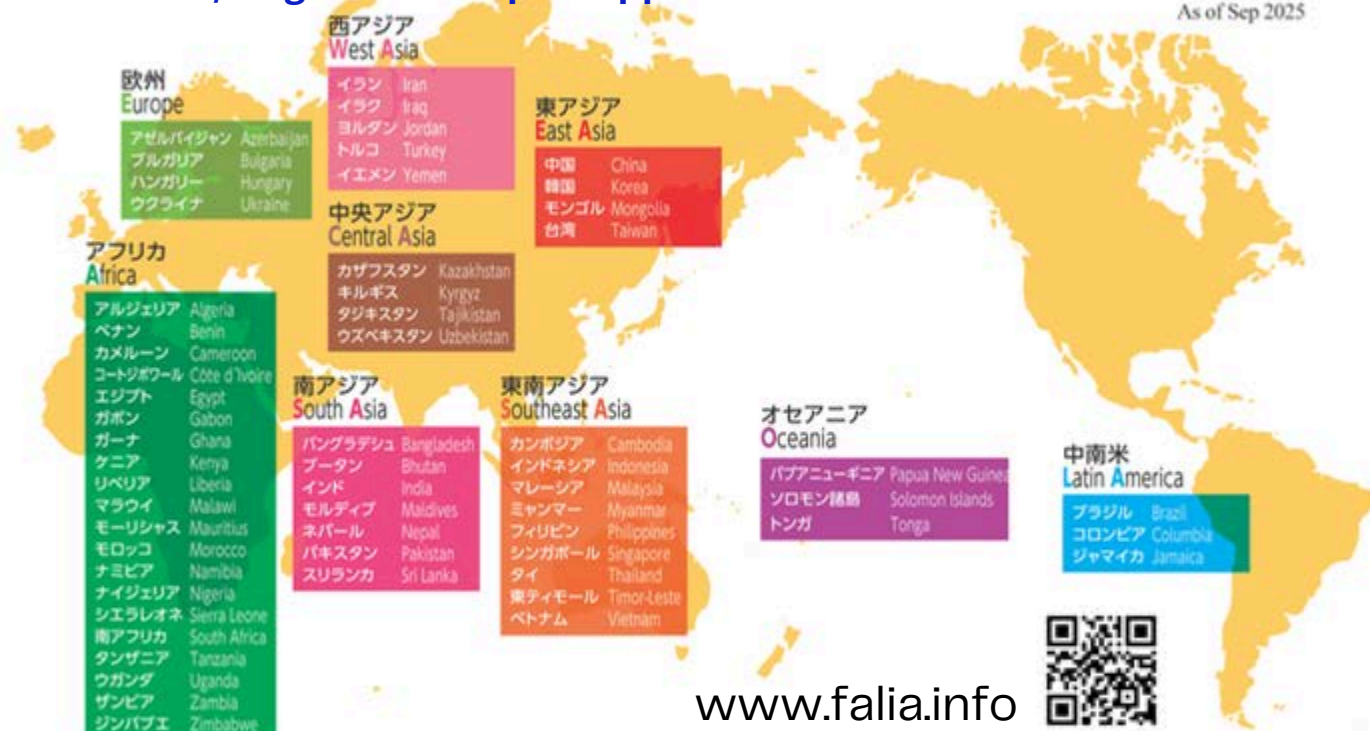 As of Sep 2025
西アジア
West Asia
イラン Iran
イラク Iraq
ヨルダン Jordan
トルコ Turkey
イエメン Yemen
欧州
Europe
アゼルバイジャン Azerbaijan
ブルガリア Bulgaria
ハンガリー Hungary
ウクライナ Ukraine
東アジア
East Asia
中国 China
韓国 Korea
モンゴル Mongolia
台湾 Taiwan
中央アジア
Central Asia
カザフスタン Kazakhstan
キルギス Kyrgyz
タジキスタン Tajikistan
ウズベキスタン Uzbekistan
アフリカ
Africa
アルジェリア Algeria
ベナン Benin
カメルーン Cameroon
コートジボワール Côte d'Ivoire
エジプト Egypt
ガボン Gabon
ガーナ Ghana
ケニア Kenya
リベリア Liberia
マラウイ Malawi
モーリシャス Mauritius
モロッコ Morocco
ナミビア Namibia
ナイジェリア Nigeria
シエラレオネ Sierra Leone
南アフリカ South Africa
タンザニア Tanzania
ウガンダ Uganda
ザンビア Zambia
ジンバブエ Zimbabwe
南アジア
South Asia
バングラデシュ Bangladesh
ブータン Bhutan
インド India
モルディブ Maldives
ネパール Nepal
パキスタン Pakistan
スリランカ Sri Lanka
東南アジア
Southeast Asia
カンボジア Cambodia
インドネシア Indonesia
マレーシア Malaysia
ミャンマー Myanmar
フィリピン Philippines
シンガポール Singapore
タイ Thailand
東ティモール Timor-Leste
ベトナム Vietnam
オセアニア
Oceania
パプアニューギニア Papua New Guinea
ソロモン諸島 Solomon Islands
トンガ Tonga
中南米
Latin America
ブラジル Brazil
コロンビア Columbia
ジャマイカ Jamaica
www.falia.info